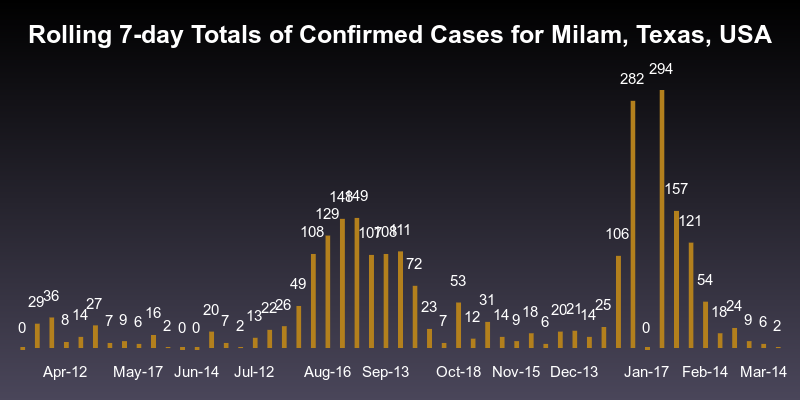 Rolling 7-day Totals of Confirmed Cases for Milam, Texas, USA
0 29 36 8 14 27 7 9 6 16 2 0 0 20 7 2 13 22 26 49 108 129 148 149 107 108 111 72 23 7 53 12 31 14 9 18 6 20 21 14 25 106 282 0 294 157 121 54 18 24 9 6 2
Apr-12 May-17 Jun-14 Jul-12 Aug-16 Sep-13 Oct-18 Nov-15 Dec-13 Jan-17 Feb-14 Mar-14